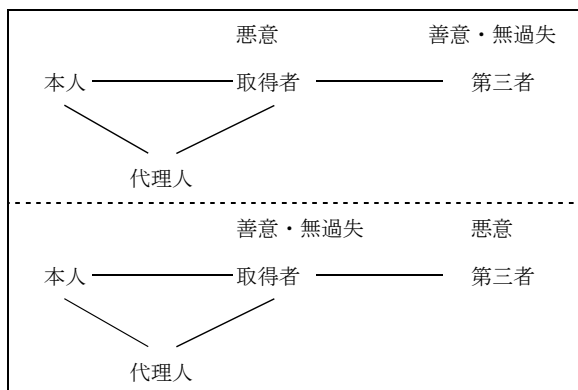 悪意 善意・無過失
本人 取得者 第三者
代理人
善意・無過失 悪意
本人 取得者 第三者
代理人